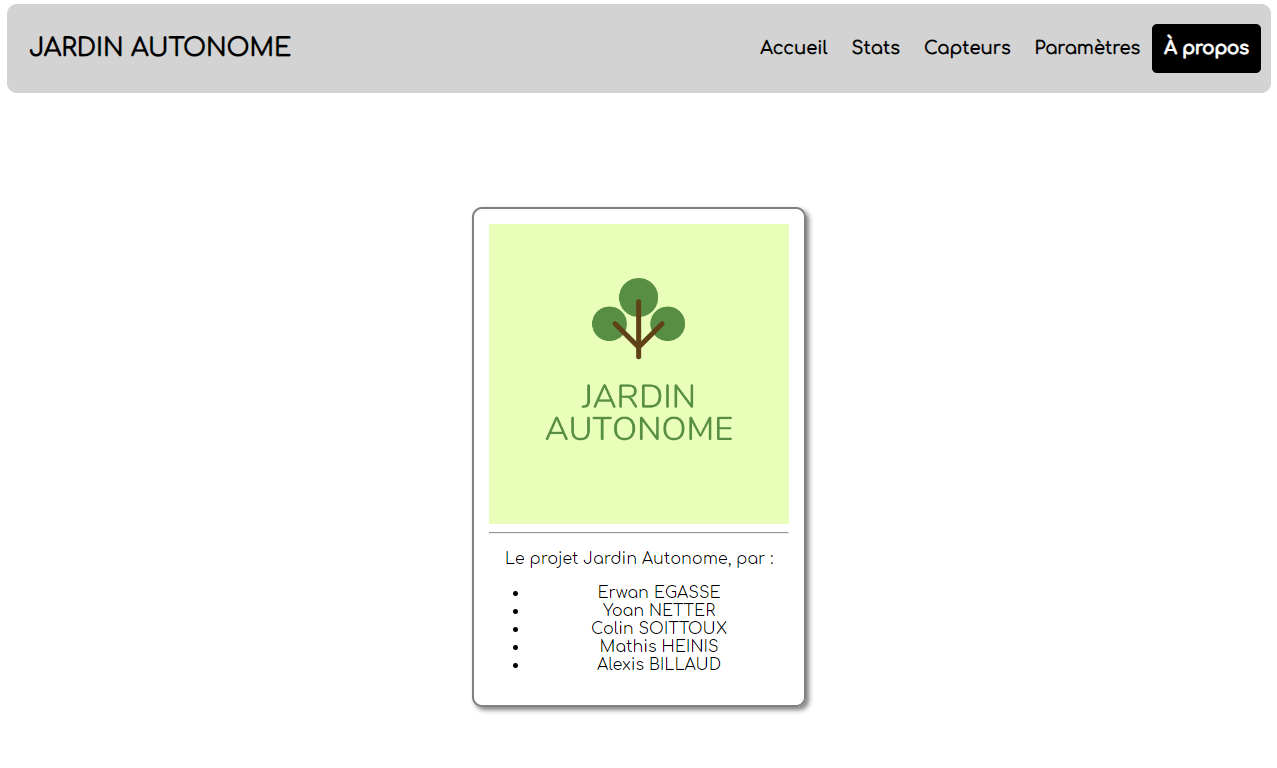 JARDIN AUTONOME
Accueil Stats Capteurs Paramètres À propos
JARDIN
AUTONOME
Le projet Jardin Autonome, par :
Erwan EGASSE
Yoan NETTER
Colin SOITTOUX
Mathis HEINIS
Alexis BILLAUD